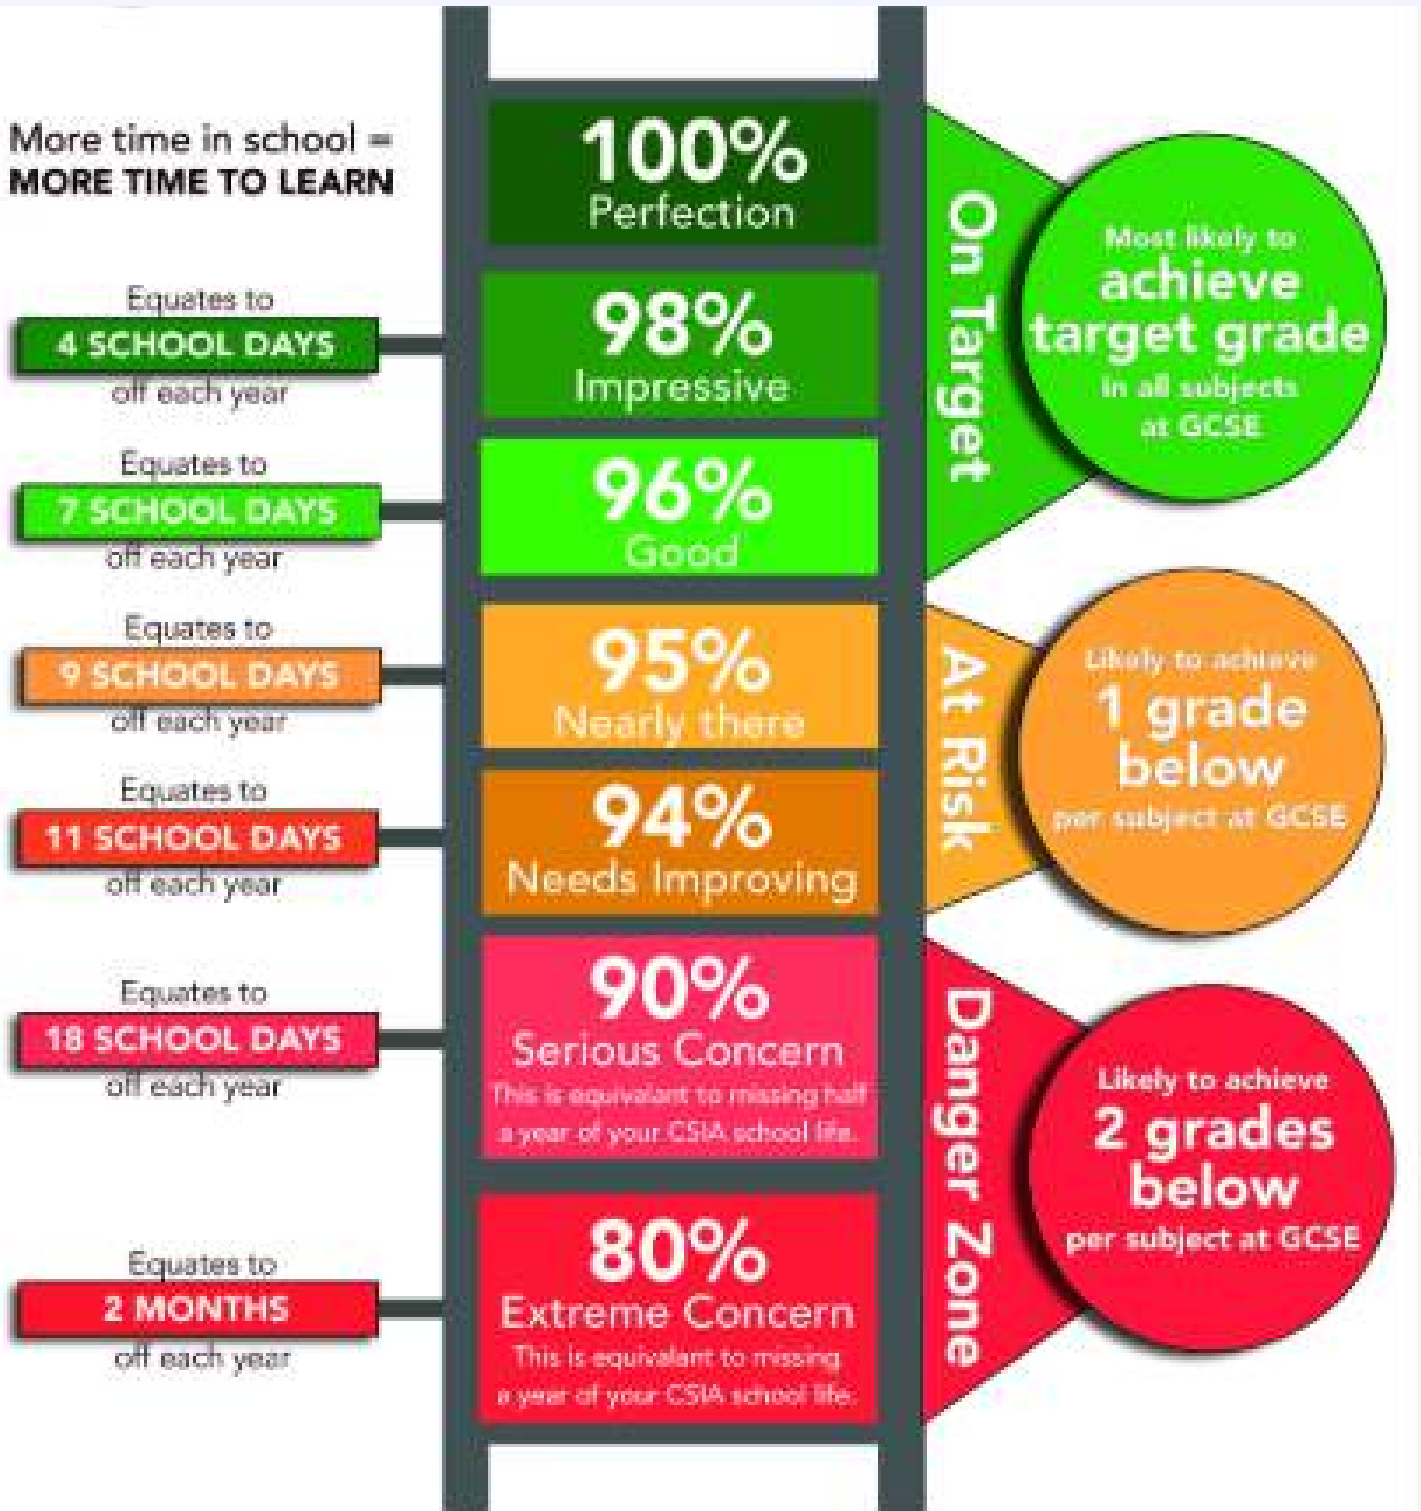 More time in school =
MORE TIME TO LEARN
100%
Perfection
Equates to
4 SCHOOL DAYS
off each year
98%
Impressive
Equates to
7 SCHOOL DAYS
off each year
96%
Good
On Target
Most likely to
achieve
target grade
in all subjects
at GCSE
Equates to
9 SCHOOL DAYS
off each year
95%
Nearly there
Equates to
11 SCHOOL DAYS
off each year
94%
Needs Improving
At Risk
Likely to achieve
1 grade
below
per subject at GCSE
Equates to
18 SCHOOL DAYS
off each year
90%
Serious Concern
This is equivalant to missing half
a year of your CSIA school life.
Equates to
2 MONTHS
off each year
80%
Extreme Concern
This is equivalant to missing
a year of your CSIA school life.
Danger Zone
Likely to achieve
2 grades
below
per subject at GCSE